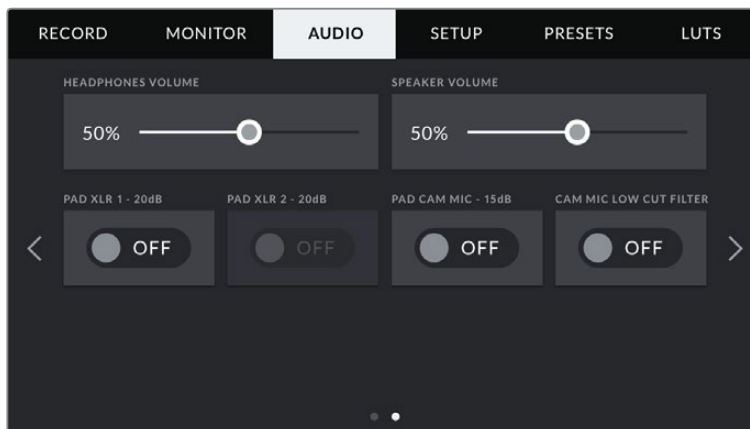 RECORD MONITOR AUDIO SETUP PRESETS LUTS
HEADPHONES VOLUME SPEAKER VOLUME
50% 50%
PAD XLR 1 - 20dB PAD XLR 2 - 20dB PAD CAM MIC - 15dB CAM MIC LOW CUT FILTER
OFF OFF OFF OFF